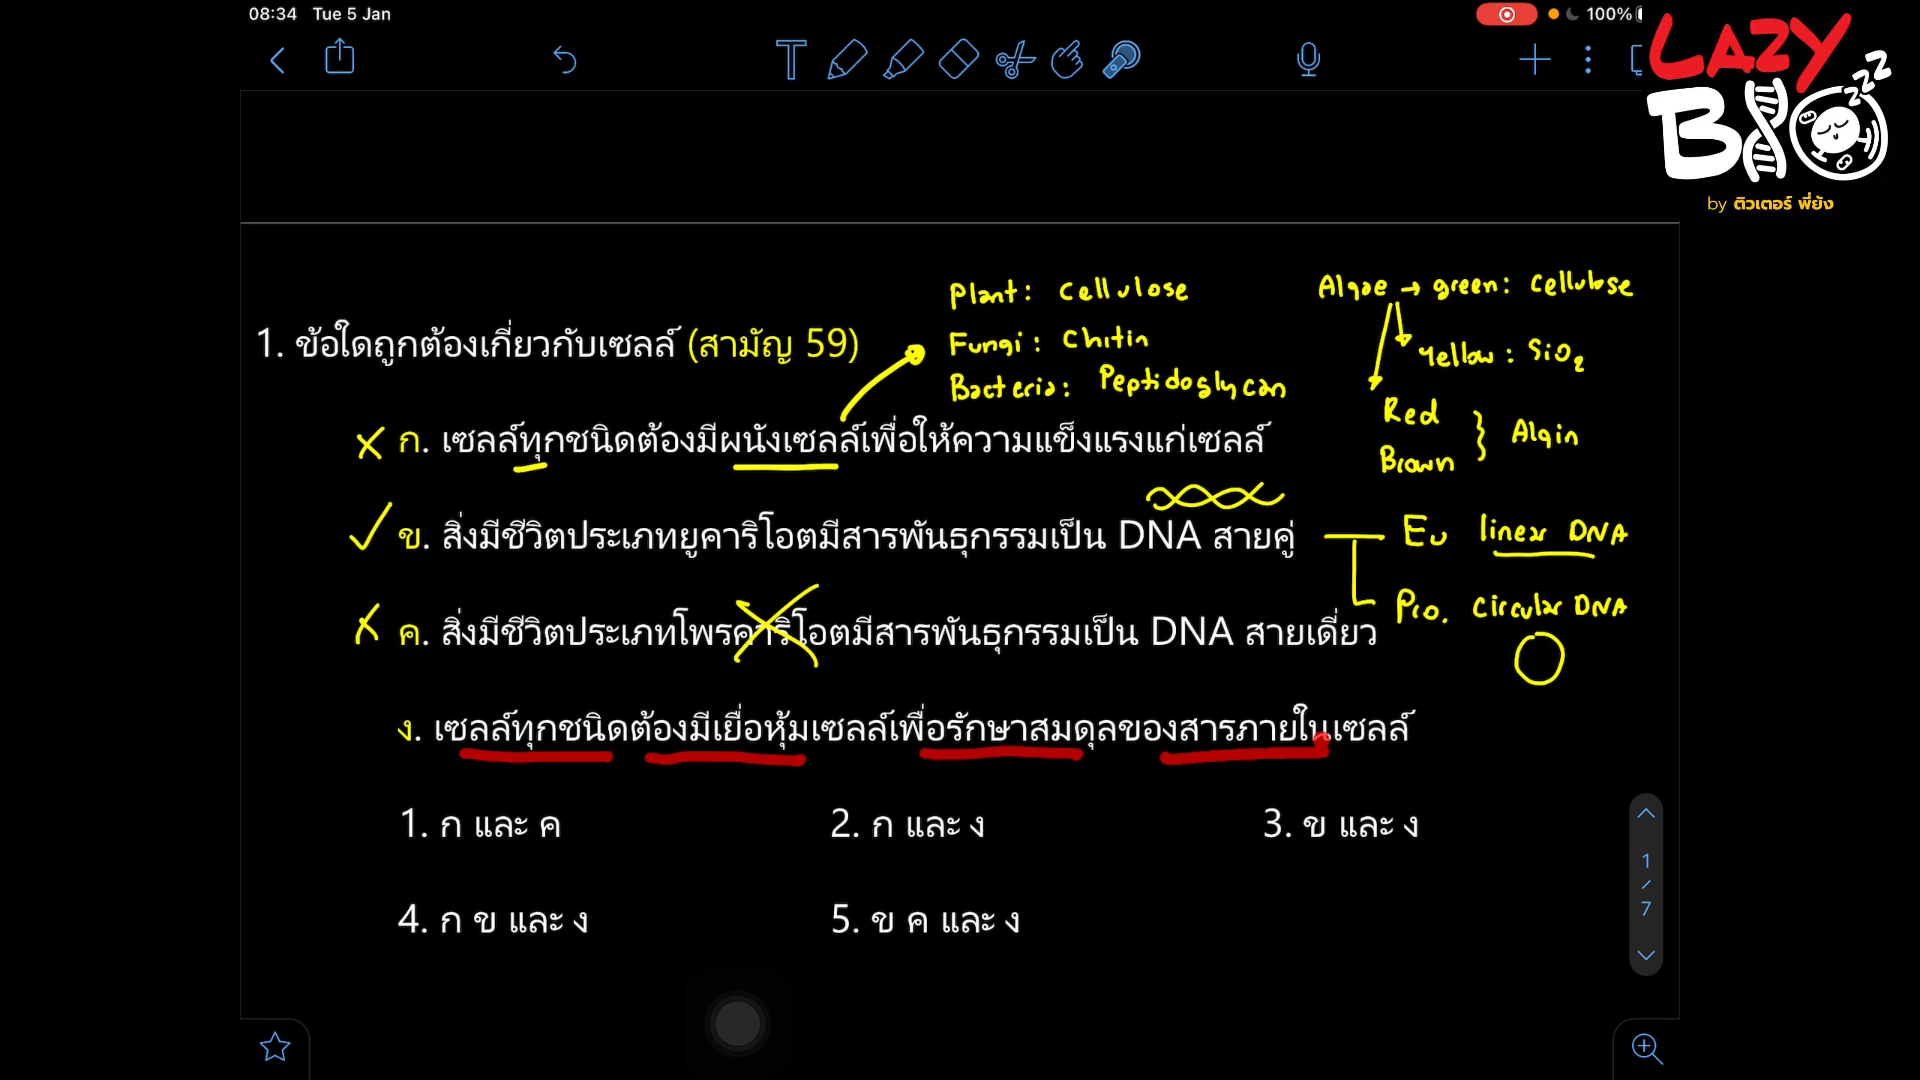 08:34 Tue 5 Jan
100%
LAZY
BIO
zzz
by ติวเตอร์ พี่ยัง
Plant: Cellulose
Fungi: Chitin
Bacteria: Peptidoglycan
Algae → green: Cellulose
Yellow: SiO2
Red
Brown } Algin
1. ข้อใดถูกต้องเกี่ยวกับเซลล์ (สามัญ 59)
ก. เซลล์ทุกชนิดต้องมีผนังเซลล์เพื่อให้ความแข็งแรงแก่เซลล์
ข. สิ่งมีชีวิตประเภทยูคาริโอตมีสารพันธุกรรมเป็น DNA สายคู่
Eu linear DNA
Pro. Circular DNA
ค. สิ่งมีชีวิตประเภทโพรคาริโอตมีสารพันธุกรรมเป็น DNA สายเดี่ยว
ง. เซลล์ทุกชนิดต้องมีเยื่อหุ้มเซลล์เพื่อรักษาสมดุลของสารภายในเซลล์
1. ก และ ค 2. ก และ ง 3. ข และ ง
4. ก ข และ ง 5. ข ค และ ง
1
/
7